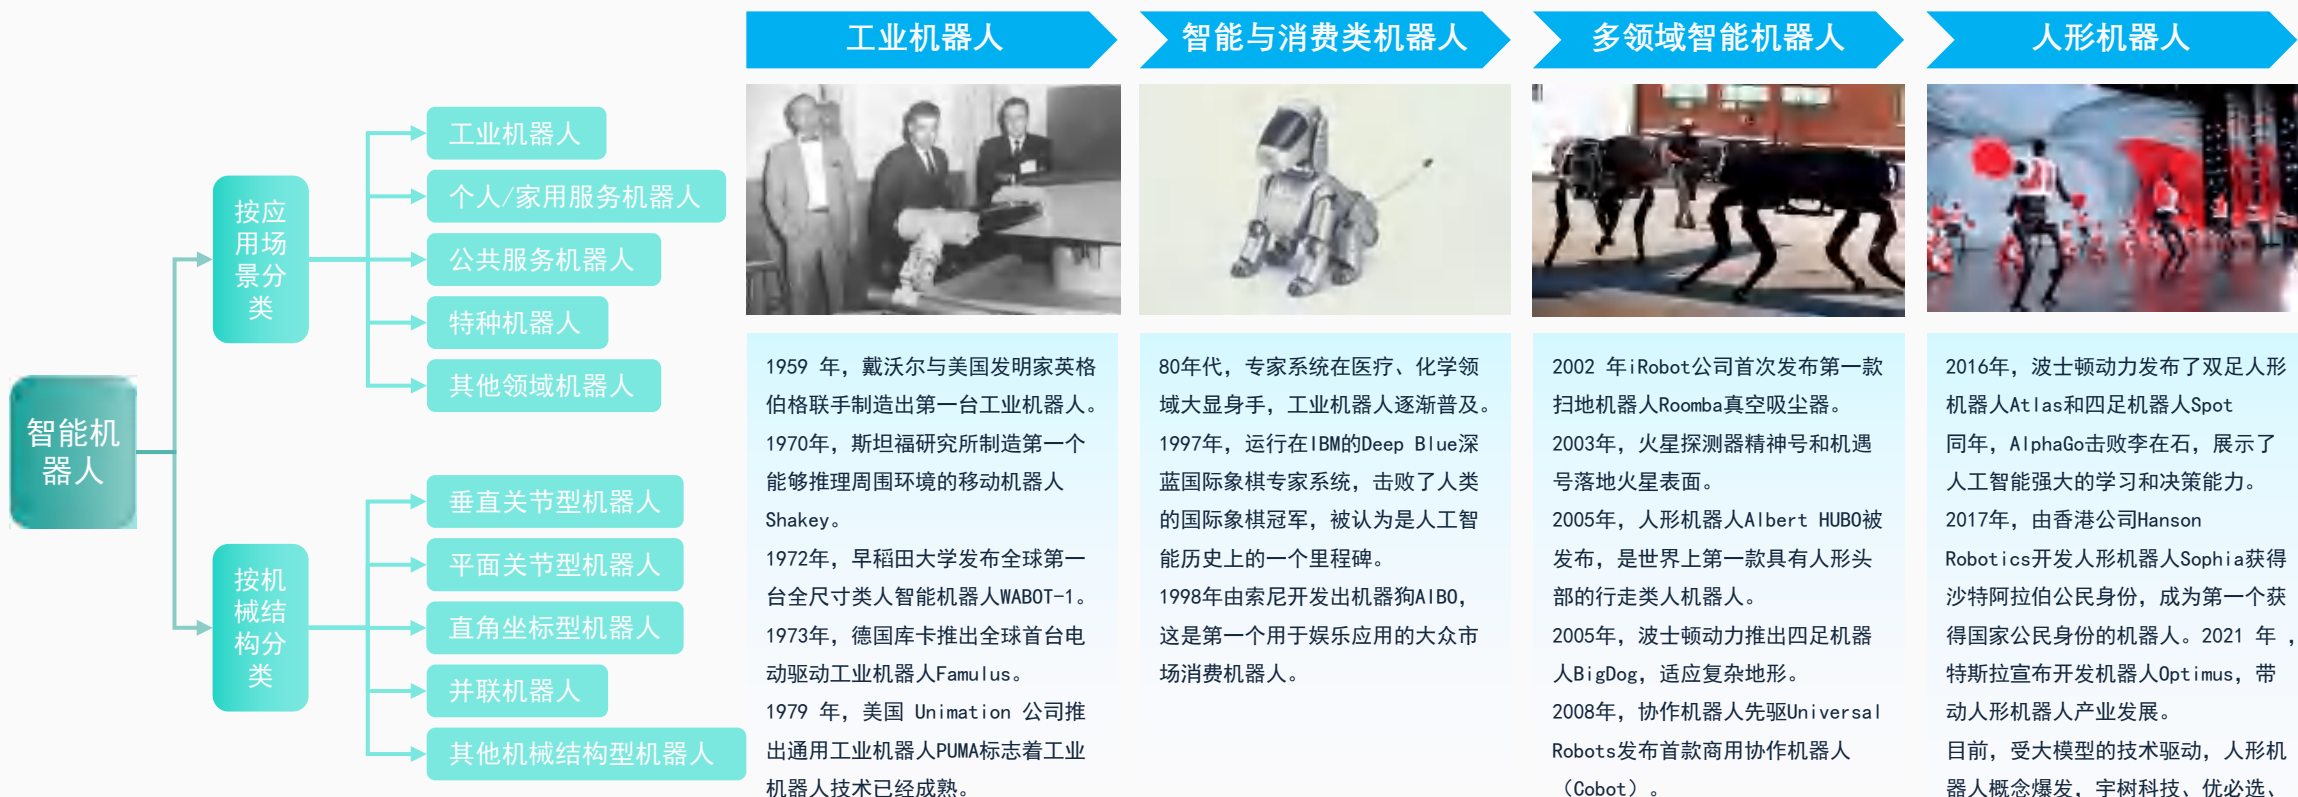 智能机
器人
按应
用场
景分
类
工业机器人
个人/家用服务机器人
公共服务机器人
特种机器人
其他领域机器人
按机
械结
构分
类
垂直关节型机器人
平面关节型机器人
直角坐标型机器人
并联机器人
其他机械结构型机器人
工业机器人
1959 年，戴沃尔与美国发明家英格
伯格联手制造出第一台工业机器人。
1970年，斯坦福研究所制造第一个
能够推理周围环境的移动机器人
Shakey。
1972年，早稻田大学发布全球第一
台全尺寸类人智能机器人WABOT-1。
1973年，德国库卡推出全球首台电
动驱动工业机器人Famulus。
1979 年，美国 Unimation 公司推
出通用工业机器人PUMA标志着工业
机器人技术已经成熟。
智能与消费类机器人
80年代，专家系统在医疗、化学领
域大显身手，工业机器人逐渐普及。
1997年，运行在IBM的Deep Blue深
蓝国际象棋专家系统，击败了人类
的国际象棋冠军，被认为是人工智
能历史上的一个里程碑。
1998年由索尼开发出机器狗AIBO，
这是第一个用于娱乐应用的大众市
场消费机器人。
多领域智能机器人
2002 年iRobot公司首次发布第一款
扫地机器人Roomba真空吸尘器。
2003年，火星探测器精神号和机遇
号落地火星表面。
2005年，人形机器人Albert HUBO被
发布，是世界上第一款具有人形头
部的行走类人机器人。
2005年，波士顿动力推出四足机器
人BigDog，适应复杂地形。
2008年，协作机器人先驱Universal
Robots发布首款商用协作机器人
（Cobot）。
人形机器人
2016年，波士顿动力发布了双足人形
机器人Atlas和四足机器人Spot
同年，AlphaGo击败李在石，展示了
人工智能强大的学习和决策能力。
2017年，由香港公司Hanson
Robotics开发人形机器人Sophia获得
沙特阿拉伯公民身份，成为第一个获
得国家公民身份的机器人。2021 年 ，
特斯拉宣布开发机器人Optimus，带
动人形机器人产业发展。
目前，受大模型的技术驱动，人形机
器人概念爆发，宇树科技、优必选、